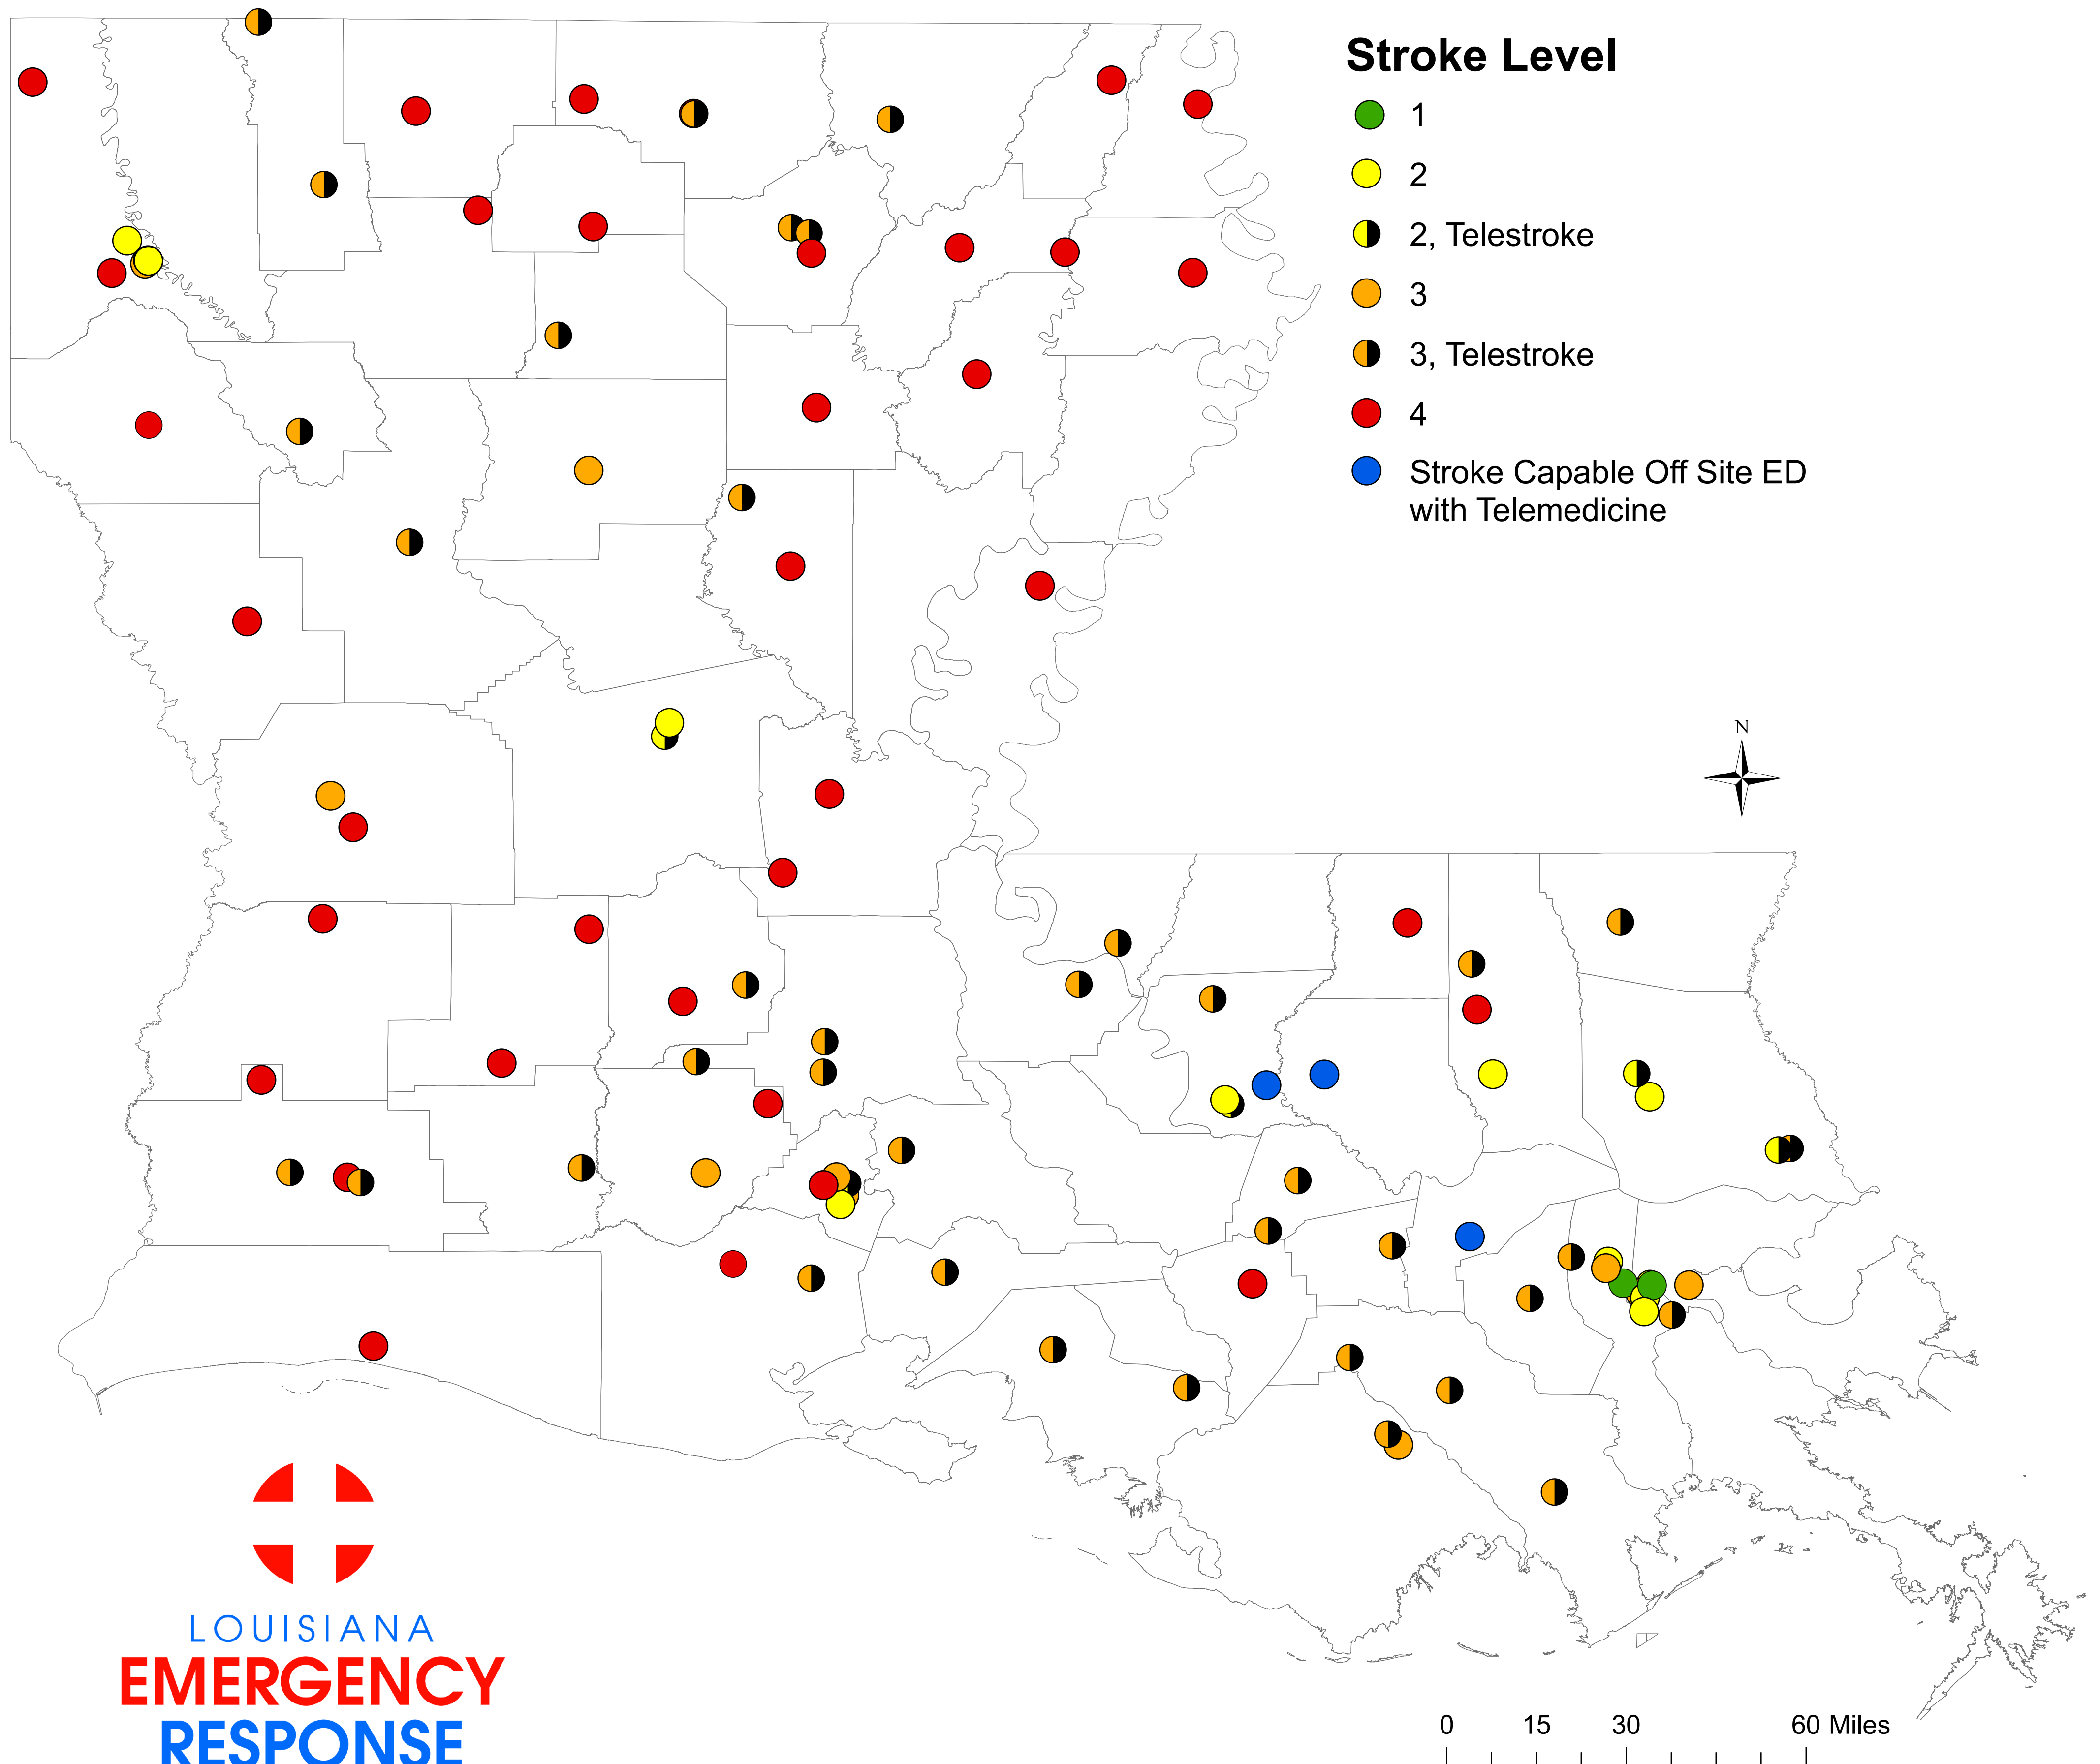 Stroke Level
1
2
2, Telestroke
3
3, Telestroke
4
Stroke Capable Off Site ED
with Telemedicine
N
LOUISIANA
EMERGENCY
RESPONSE
0 15 30 60 Miles